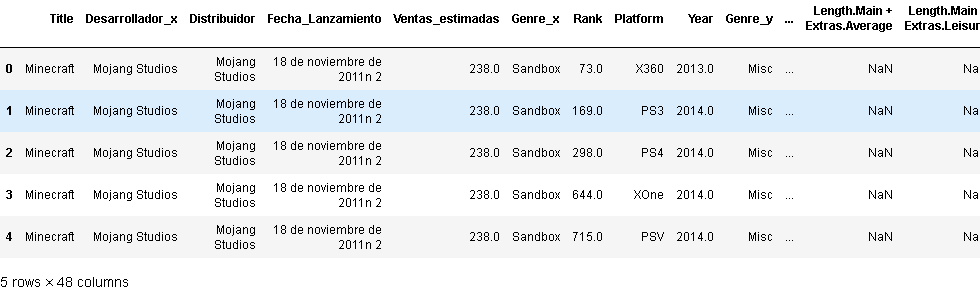 Title Desarrollador_x Distribuidor Fecha_Lanzamiento Ventas_estimadas Genre_x Rank Platform Year Genre_y ... Length.Main + Extras.Average Length.Main Extras.Leisur
0 Minecraft Mojang Studios Mojang Studios 18 de noviembre de 2011n 2 238.0 Sandbox 73.0 X360 2013.0 Misc ... NaN Na
1 Minecraft Mojang Studios Mojang Studios 18 de noviembre de 2011n 2 238.0 Sandbox 169.0 PS3 2014.0 Misc ... NaN Na
2 Minecraft Mojang Studios Mojang Studios 18 de noviembre de 2011n 2 238.0 Sandbox 298.0 PS4 2014.0 Misc ... NaN Na
3 Minecraft Mojang Studios Mojang Studios 18 de noviembre de 2011n 2 238.0 Sandbox 644.0 XOne 2014.0 Misc ... NaN Na
4 Minecraft Mojang Studios Mojang Studios 18 de noviembre de 2011n 2 238.0 Sandbox 715.0 PSV 2014.0 Misc ... NaN Na
5 rows × 48 columns